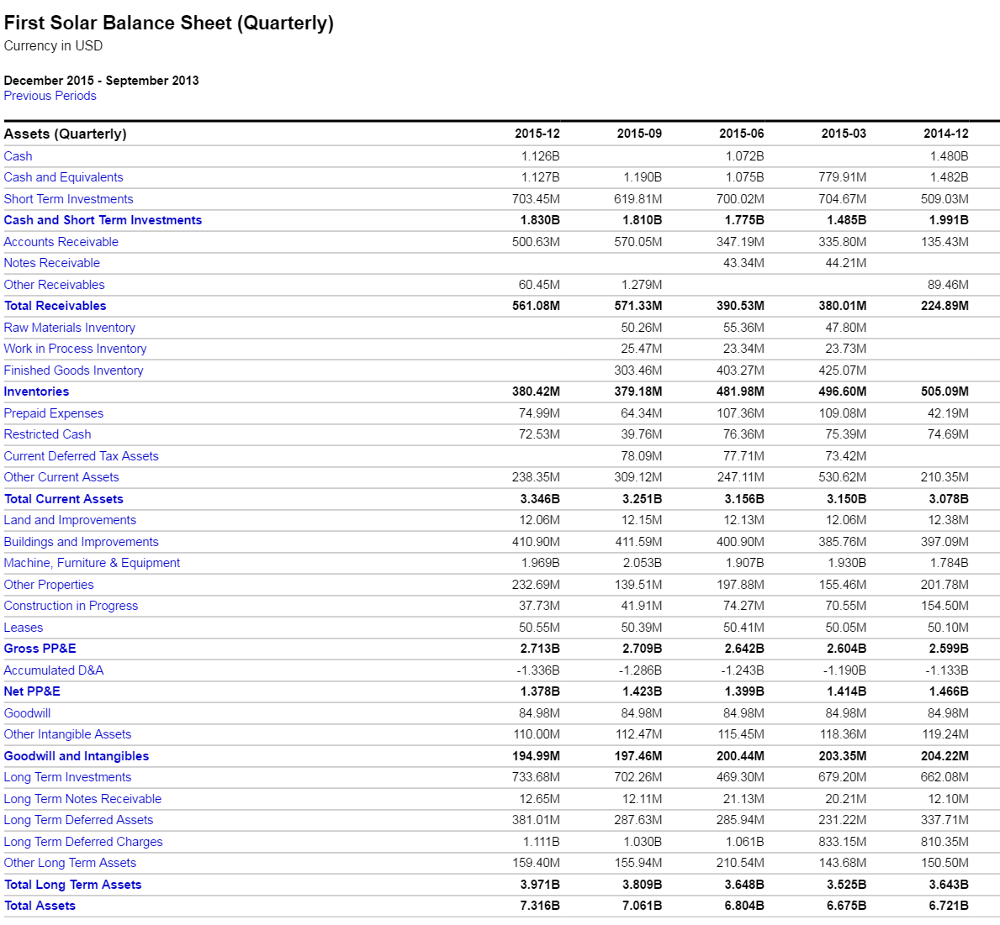 First Solar Balance Sheet (Quarterly)
Currency in USD
December 2015 - September 2013
Previous Periods
Assets (Quarterly) 2015-12 2015-09 2015-06 2015-03 2014-12
Cash 1.126B 1.072B 1.480B
Cash and Equivalents 1.127B 1.190B 1.075B 779.91M 1.482B
Short Term Investments 703.45M 619.81M 700.02M 704.67M 509.03M
Cash and Short Term Investments 1.830B 1.810B 1.775B 1.485B 1.991B
Accounts Receivable 500.63M 570.05M 347.19M 335.80M 135.43M
Notes Receivable 43.34M 44.21M
Other Receivables 60.45M 1.279M 89.46M
Total Receivables 561.08M 571.33M 390.53M 380.01M 224.89M
Raw Materials Inventory 50.26M 55.36M 47.80M
Work in Process Inventory 25.47M 23.34M 23.73M
Finished Goods Inventory 303.46M 403.27M 425.07M
Inventories 380.42M 379.18M 481.98M 496.60M 505.09M
Prepaid Expenses 74.99M 64.34M 107.36M 109.08M 42.19M
Restricted Cash 72.53M 39.76M 76.36M 75.39M 74.69M
Current Deferred Tax Assets 78.09M 77.71M 73.42M
Other Current Assets 238.35M 309.12M 247.11M 530.62M 210.35M
Total Current Assets 3.346B 3.251B 3.156B 3.150B 3.078B
Land and Improvements 12.06M 12.15M 12.13M 12.06M 12.38M
Buildings and Improvements 410.90M 411.59M 400.90M 385.76M 397.09M
Machine, Furniture & Equipment 1.969B 2.053B 1.907B 1.930B 1.784B
Other Properties 232.69M 139.51M 197.88M 155.46M 201.78M
Construction in Progress 37.73M 41.91M 74.27M 70.55M 154.50M
Leases 50.55M 50.39M 50.41M 50.05M 50.10M
Gross PP&E 2.713B 2.709B 2.642B 2.604B 2.599B
Accumulated D&A -1.336B -1.286B -1.243B -1.190B -1.133B
Net PP&E 1.378B 1.423B 1.399B 1.414B 1.466B
Goodwill 84.98M 84.98M 84.98M 84.98M 84.98M
Other Intangible Assets 110.00M 112.47M 115.45M 118.36M 119.24M
Goodwill and Intangibles 194.99M 197.46M 200.44M 203.35M 204.22M
Long Term Investments 733.68M 702.26M 469.30M 679.20M 662.08M
Long Term Notes Receivable 12.65M 12.11M 21.13M 20.21M 12.10M
Long Term Deferred Assets 381.01M 287.63M 285.94M 231.22M 337.71M
Long Term Deferred Charges 1.111B 1.030B 1.061B 833.15M 810.35M
Other Long Term Assets 159.40M 155.94M 210.54M 143.68M 150.50M
Total Long Term Assets 3.971B 3.809B 3.648B 3.525B 3.643B
Total Assets 7.316B 7.061B 6.804B 6.675B 6.721B